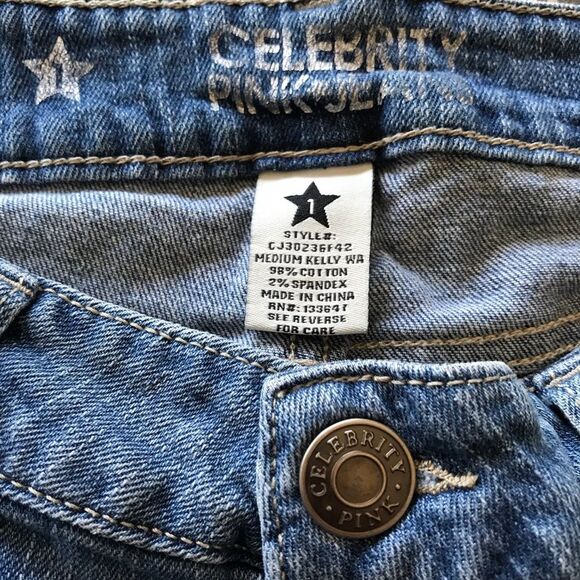 1
CELEBRITY
PINK JEANS
1
STYLE#:
CJ30236F42
MEDIUM KELLY WA
98% COTTON
2% SPANDEX
MADE IN CHINA
RN#: 133647
SEE REVERSE
FOR CARE
CELEBRITY
PINK